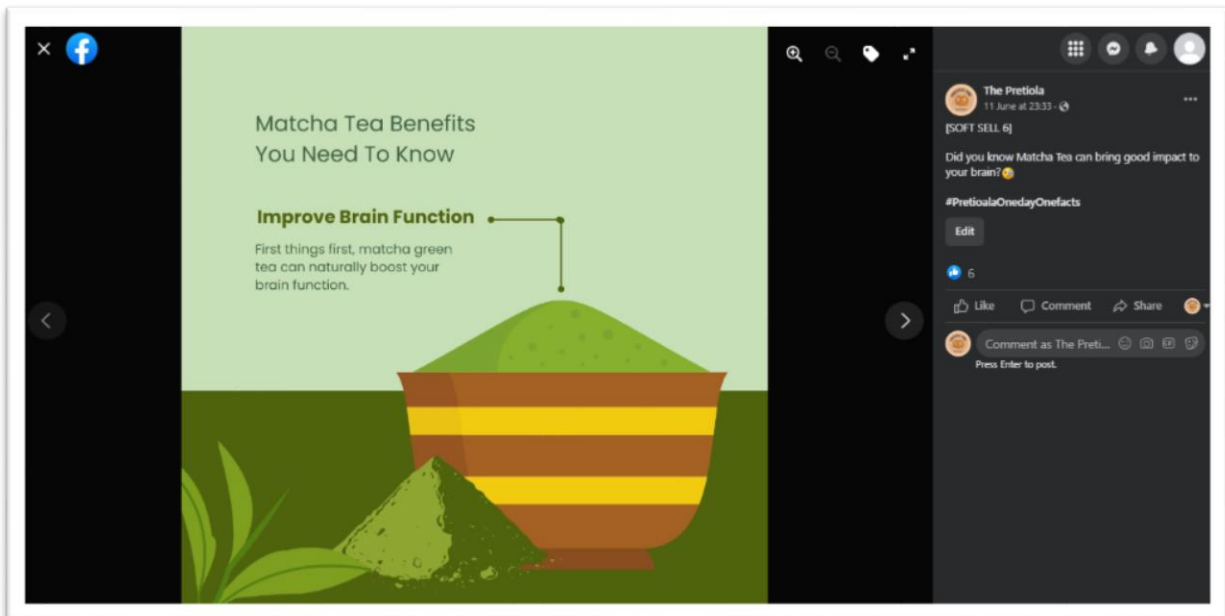 Matcha Tea Benefits
You Need To Know
Improve Brain Function
First things first, matcha green
tea can naturally boost your
brain function.
The Pretiola
11 June at 23:33 ·
[SOFT SELL 6]
Did you know Matcha Tea can bring good impact to
your brain?
#PretioalaOnedayOnefacts
Edit
6
Like Comment Share
Comment as The Preti...
Press Enter to post.